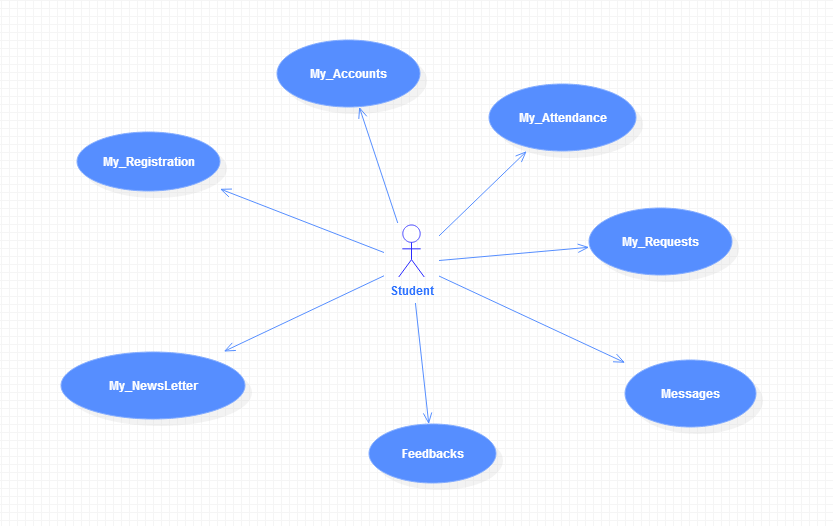 My_Accounts
My_Attendance
My_Registration
My_Requests
Student
My_NewsLetter
Messages
Feedbacks